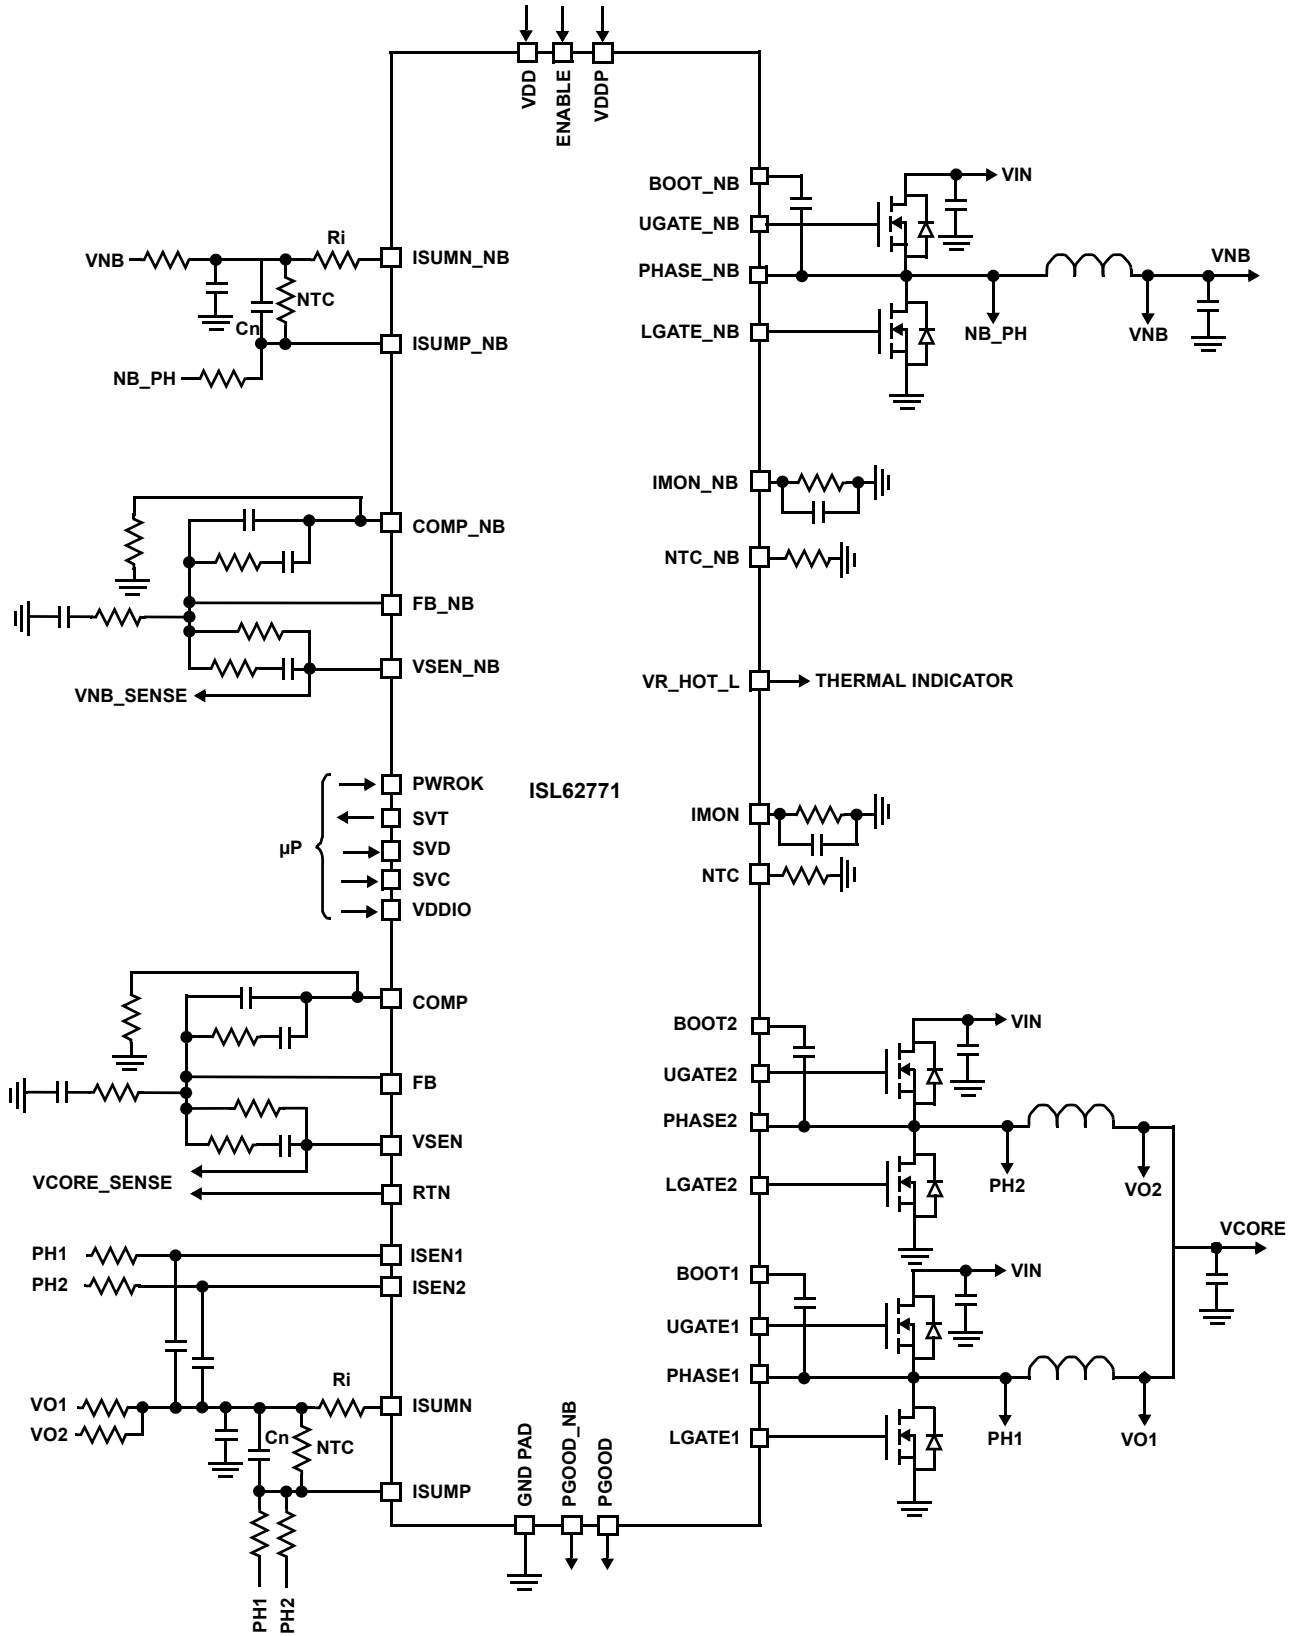 VDD
ENABLE
VDDP
BOOT_NB
VIN
UGATE_NB
Ri
VNB
ISUMN_NB
PHASE_NB
VNB
NTC
Cn
LGATE_NB
NB_PH
VNB
ISUMP_NB
NB_PH
IMON_NB
COMP_NB
NTC_NB
FB_NB
VSEN_NB
VR_HOT_L
THERMAL INDICATOR
VNB_SENSE
PWROK
ISL62771
SVT
IMON
µP
SVD
SVC
NTC
VDDIO
COMP
BOOT2
VIN
UGATE2
FB
PHASE2
VSEN
VCORE_SENSE
LGATE2
PH2
VO2
RTN
VCORE
PH1
ISEN1
BOOT1
VIN
PH2
ISEN2
UGATE1
Ri
PHASE1
VO1
ISUMN
VO2
Cn
NTC
LGATE1
PH1
VO1
GND PAD
PGOOD_NB
PGOOD
ISUMP
PH1
PH2